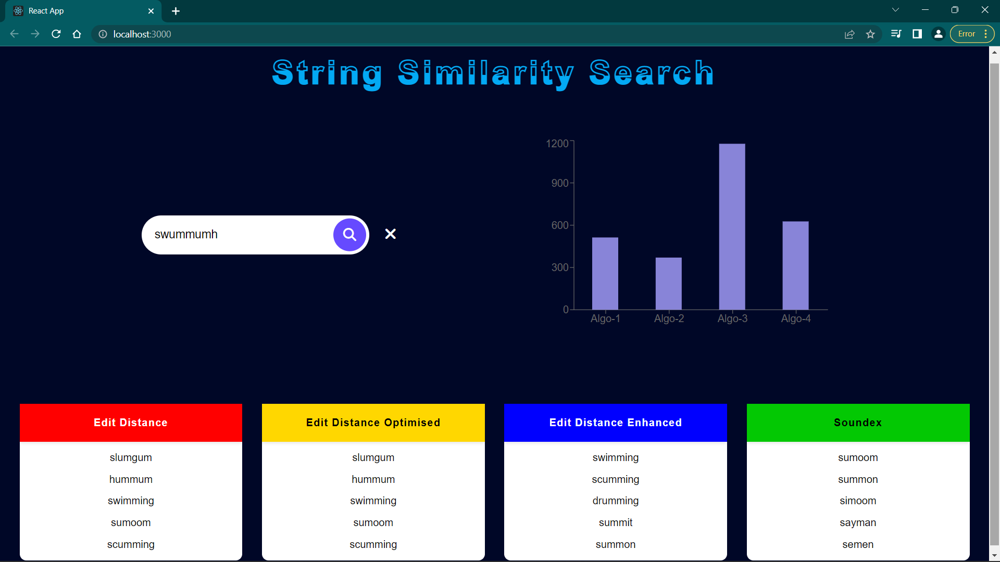 React App
localhost:3000
Error
String Similarity Search
swummumh
1200
900
600
300
0
Algo-1 Algo-2 Algo-3 Algo-4
Edit Distance
slumgum
hummum
swimming
sumoom
scumming
Edit Distance Optimised
slumgum
hummum
swimming
sumoom
scumming
Edit Distance Enhanced
swimming
scumming
drumming
summit
summon
Soundex
sumoom
summon
simoom
sayman
semen